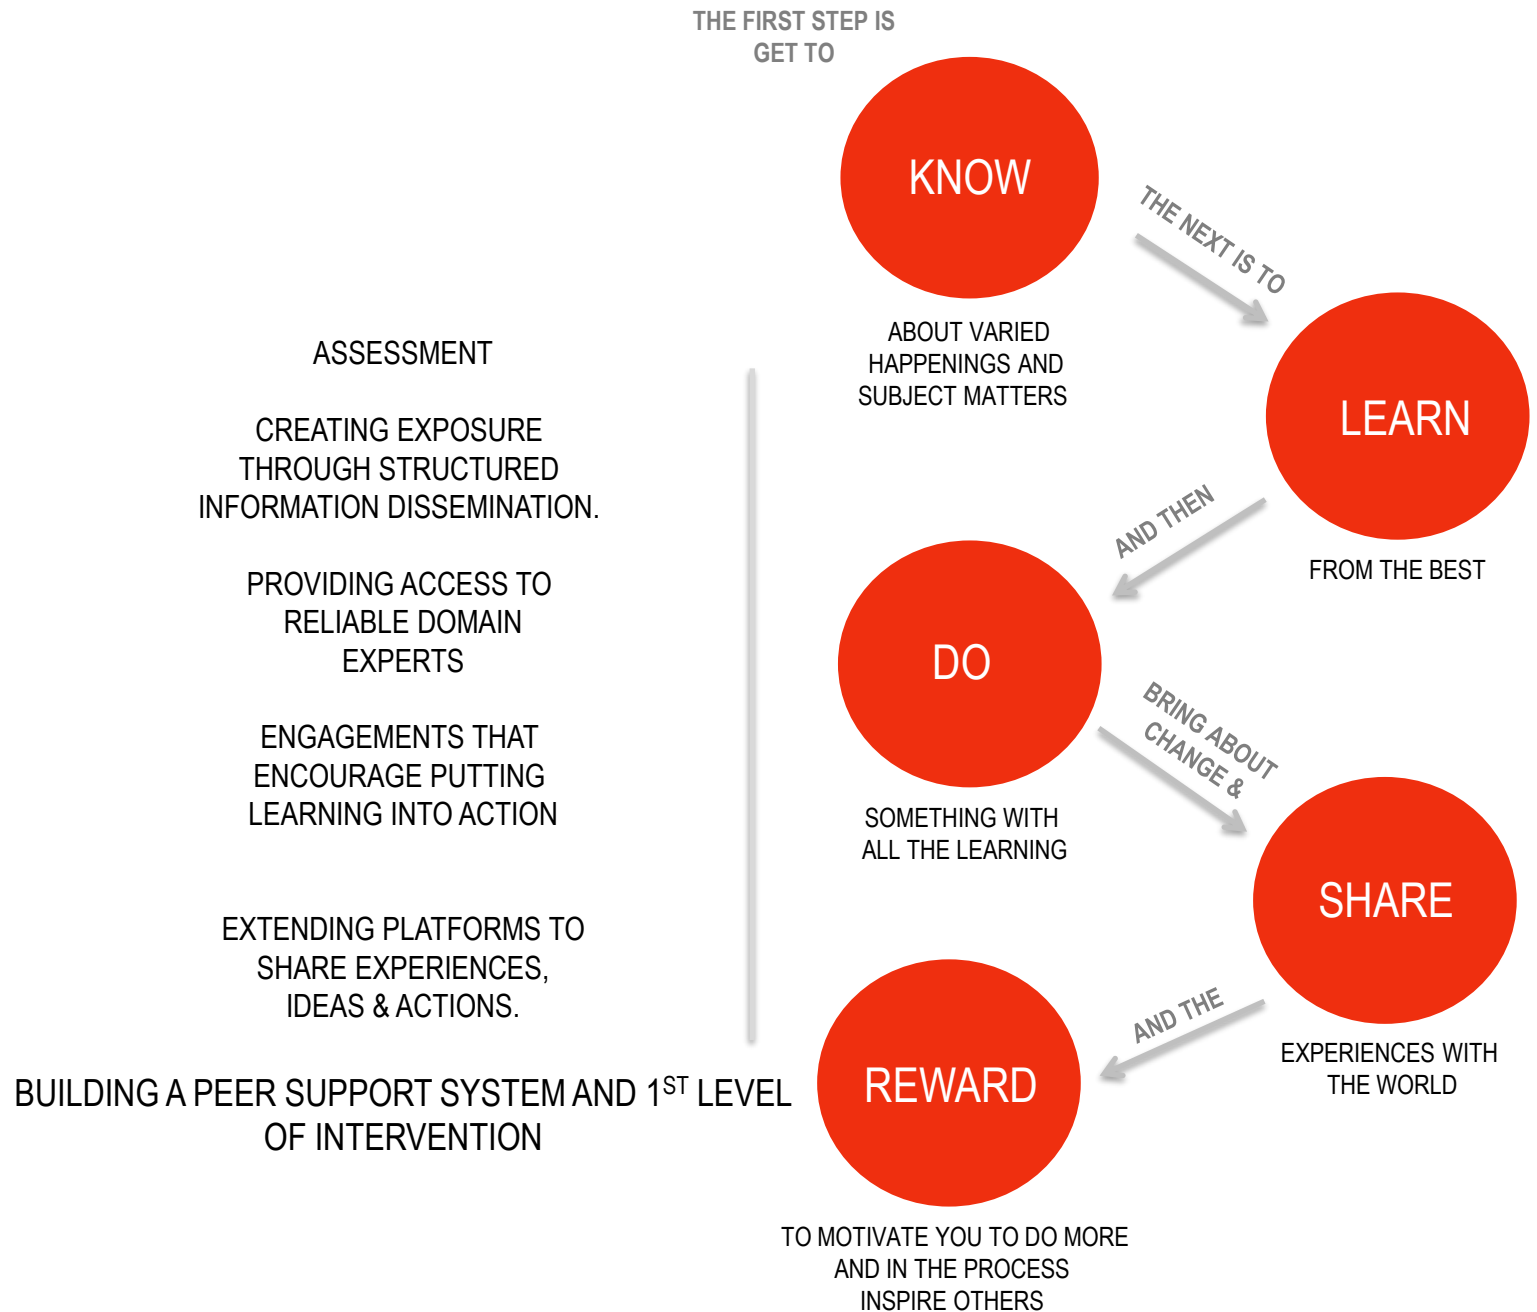 THE FIRST STEP IS
GET TO
KNOW
ABOUT VARIED
HAPPENINGS AND
SUBJECT MATTERS
THE NEXT IS TO
LEARN
FROM THE BEST
AND THEN
DO
SOMETHING WITH
ALL THE LEARNING
BRING ABOUT
CHANGE &
SHARE
EXPERIENCES WITH
THE WORLD
AND THE
REWARD
TO MOTIVATE YOU TO DO MORE
AND IN THE PROCESS
INSPIRE OTHERS
ASSESSMENT
CREATING EXPOSURE
THROUGH STRUCTURED
INFORMATION DISSEMINATION.
PROVIDING ACCESS TO
RELIABLE DOMAIN
EXPERTS
ENGAGEMENTS THAT
ENCOURAGE PUTTING
LEARNING INTO ACTION
EXTENDING PLATFORMS TO
SHARE EXPERIENCES,
IDEAS & ACTIONS.
BUILDING A PEER SUPPORT SYSTEM AND 1ST LEVEL
OF INTERVENTION